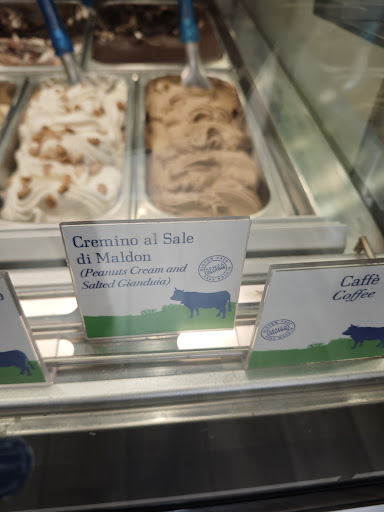 Cremino al Sale
di Maldon
(Peanuts Cream and
Salted Gianduia)
Caffè
Coffee